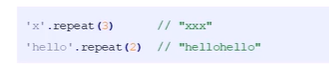 'x'.repeat(3)      // "xxx"
'hello'.repeat(2)  // "hellohello"